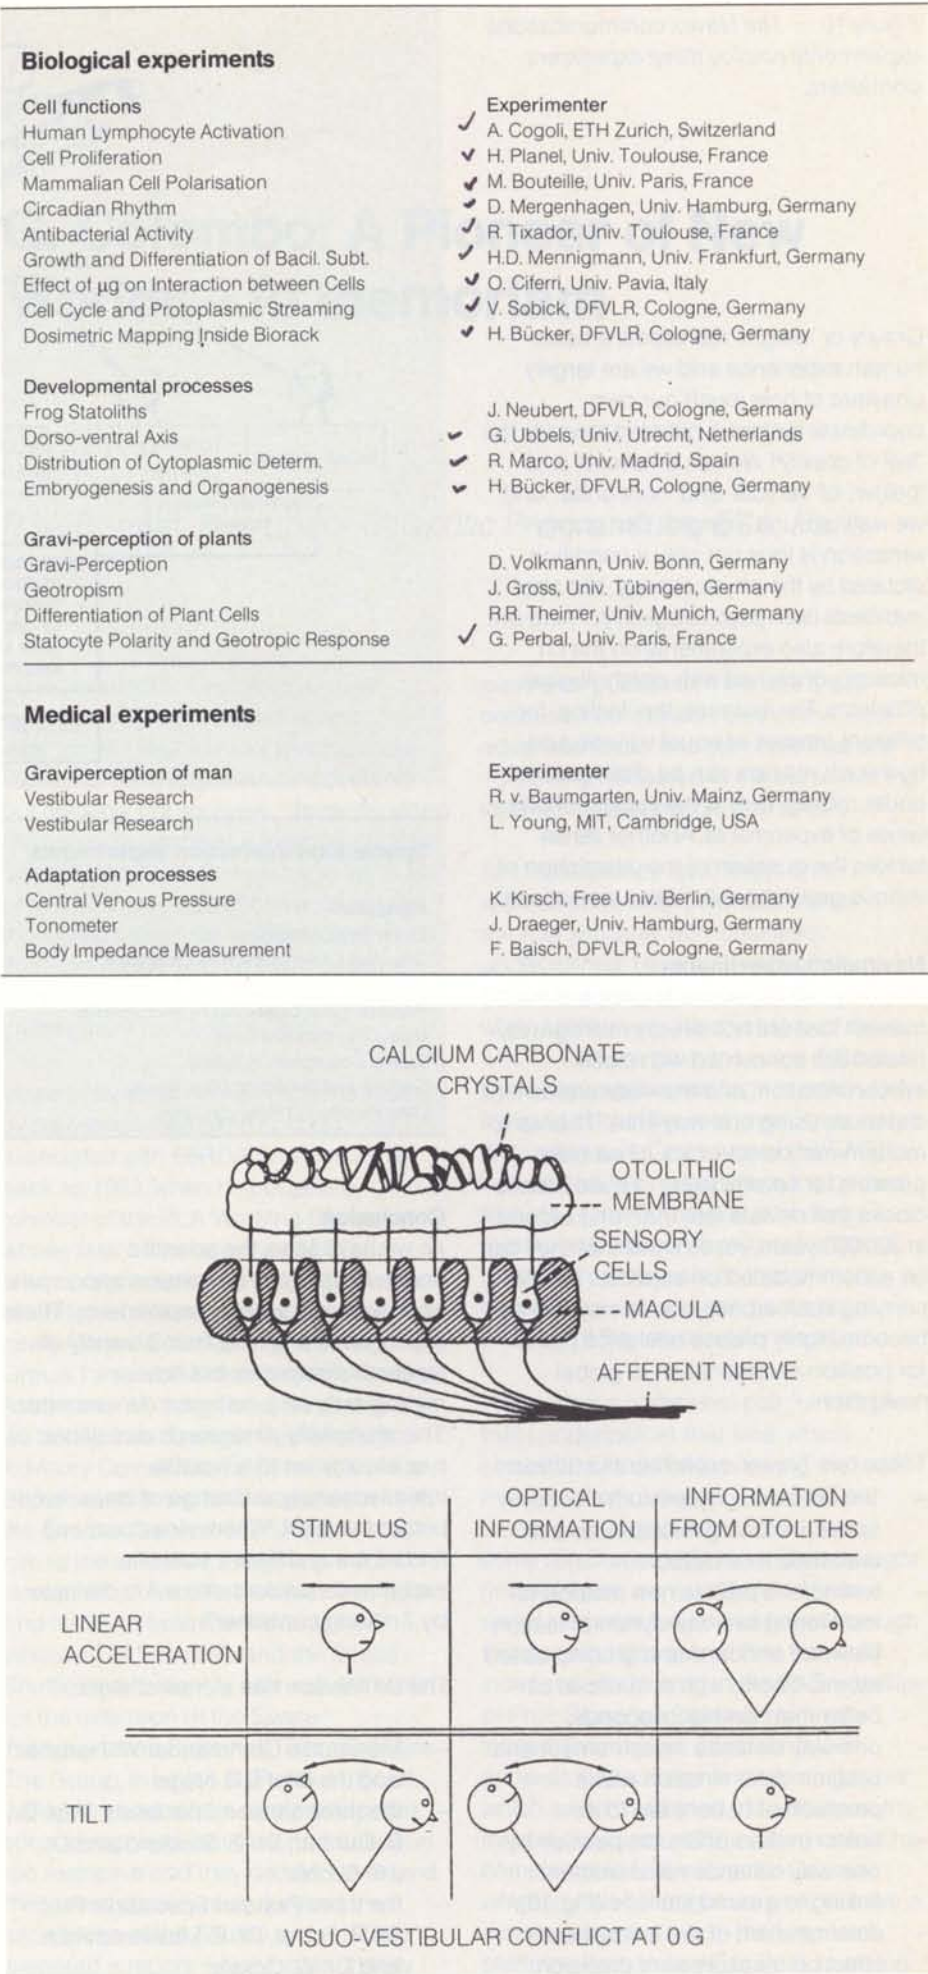 Biological experiments
Cell functions Experimenter
Human Lymphocyte Activation A. Cogoli, ETH Zurich, Switzerland
Cell Proliferation H. Planel, Univ. Toulouse, France
Mammalian Cell Polarisation M. Bouteille, Univ. Paris, France
Circadian Rhythm D. Mergenhagen, Univ. Hamburg, Germany
Antibacterial Activity R. Tixador, Univ. Toulouse, France
Growth and Differentiation of Bacil. Subt. H.D. Mennigmann, Univ. Frankfurt, Germany
Effect of µg on Interaction between Cells O. Ciferri, Univ. Pavia, Italy
Cell Cycle and Protoplasmic Streaming V. Sobick, DFVLR, Cologne, Germany
Dosimetric Mapping Inside Biorack H. Bücker, DFVLR, Cologne, Germany
Developmental processes
Frog Statoliths J. Neubert, DFVLR, Cologne, Germany
Dorso-ventral Axis G. Ubbels, Univ. Utrecht, Netherlands
Distribution of Cytoplasmic Determ. R. Marco, Univ. Madrid, Spain
Embryogenesis and Organogenesis H. Bücker, DFVLR, Cologne, Germany
Gravi-perception of plants
Gravi-Perception D. Volkmann, Univ. Bonn, Germany
Geotropism J. Gross, Univ. Tübingen, Germany
Differentiation of Plant Cells R.R. Theimer, Univ. Munich, Germany
Statocyte Polarity and Geotropic Response G. Perbal, Univ. Paris, France
Medical experiments
Graviperception of man Experimenter
Vestibular Research R. v. Baumgarten, Univ. Mainz, Germany
Vestibular Research L. Young, MIT, Cambridge, USA
Adaptation processes
Central Venous Pressure K. Kirsch, Free Univ. Berlin, Germany
Tonometer J. Draeger, Univ. Hamburg, Germany
Body Impedance Measurement F. Baisch, DFVLR, Cologne, Germany
CALCIUM CARBONATE
CRYSTALS
OTOLITHIC
MEMBRANE
SENSORY
CELLS
MACULA
AFFERENT NERVE
STIMULUS
OPTICAL
INFORMATION
INFORMATION
FROM OTOLITHS
LINEAR
ACCELERATION
TILT
VISUO-VESTIBULAR CONFLICT AT 0 G